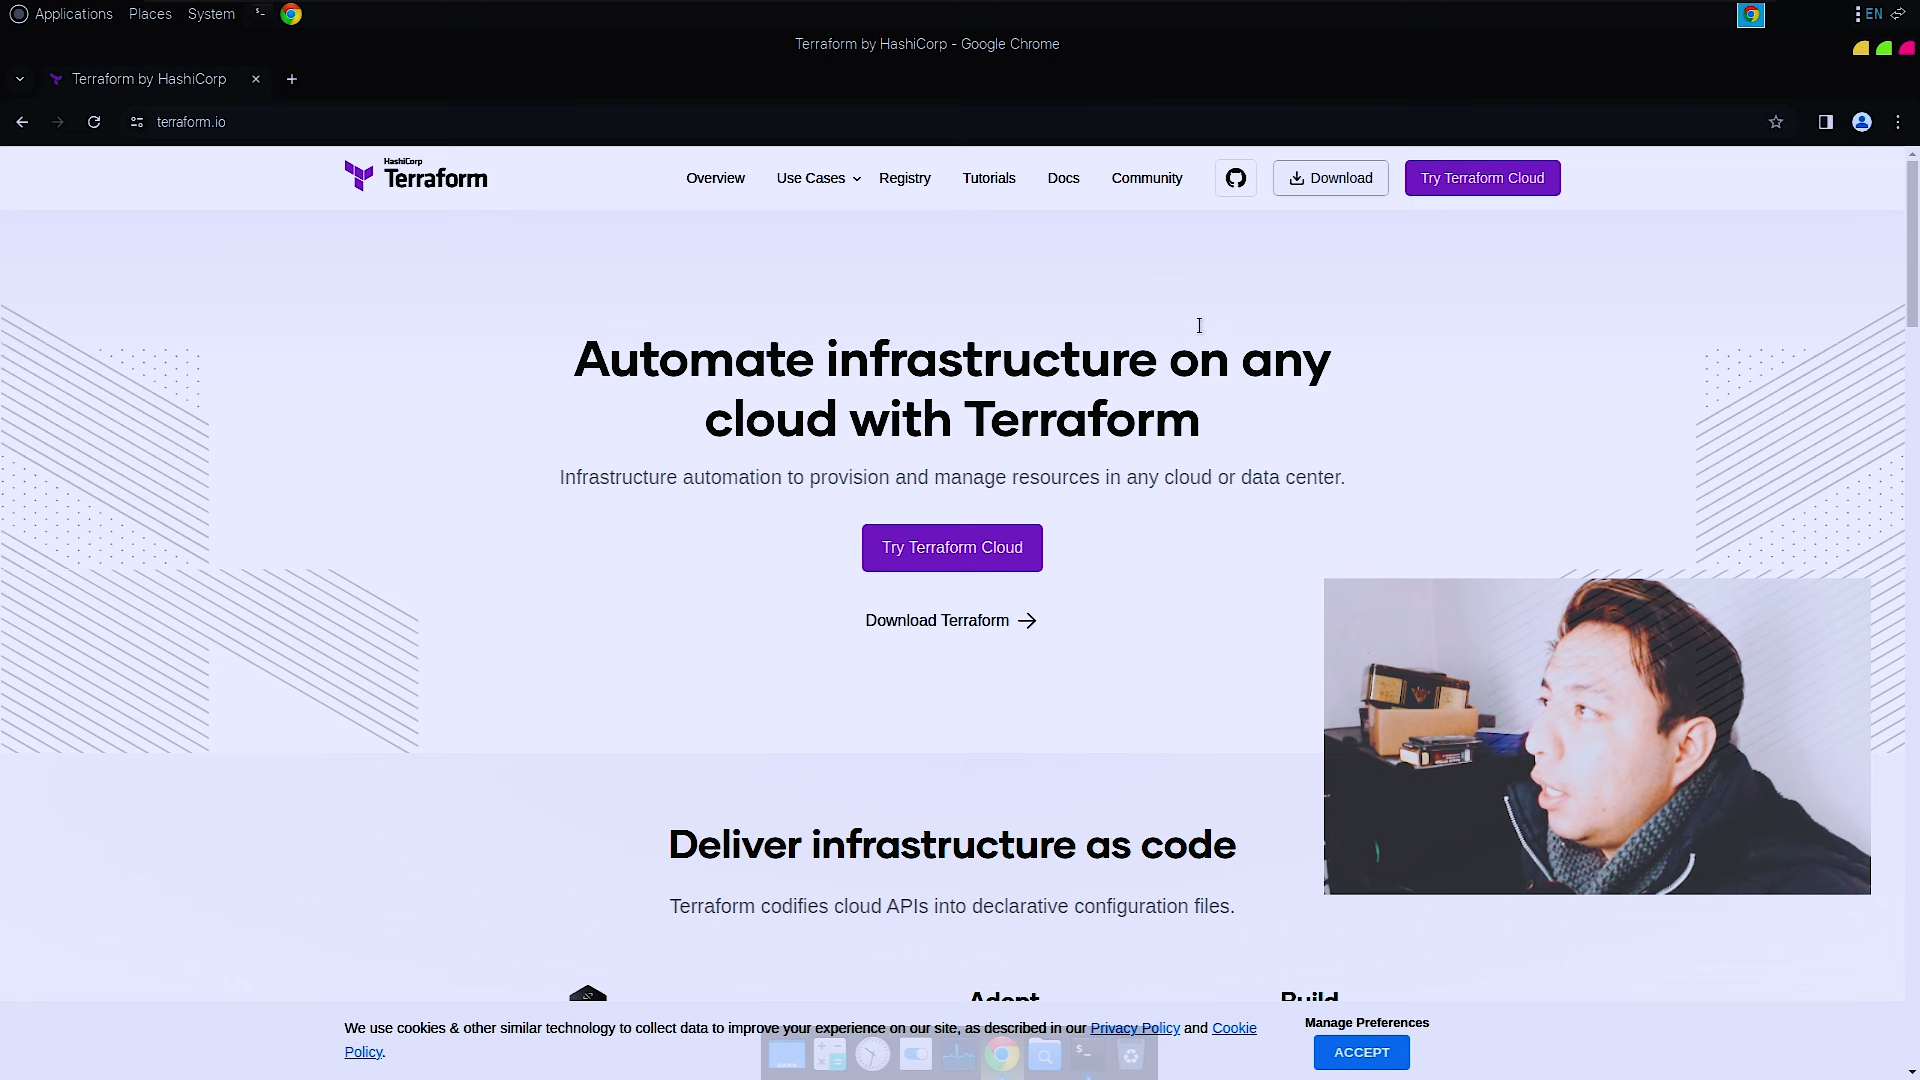 Applications Places System
EN
Terraform by HashiCorp - Google Chrome
Terraform by HashiCorp
terraform.io
HashiCorp
Terraform
Overview Use Cases Registry Tutorials Docs Community Download Try Terraform Cloud
Automate infrastructure on any
cloud with Terraform
Infrastructure automation to provision and manage resources in any cloud or data center.
Try Terraform Cloud
Download Terraform
Deliver infrastructure as code
Terraform codifies cloud APIs into declarative configuration files.
Adopt Build
We use cookies & other similar technology to collect data to improve your experience on our site, as described in our Privacy Policy and Cookie
Policy.
Manage Preferences
ACCEPT